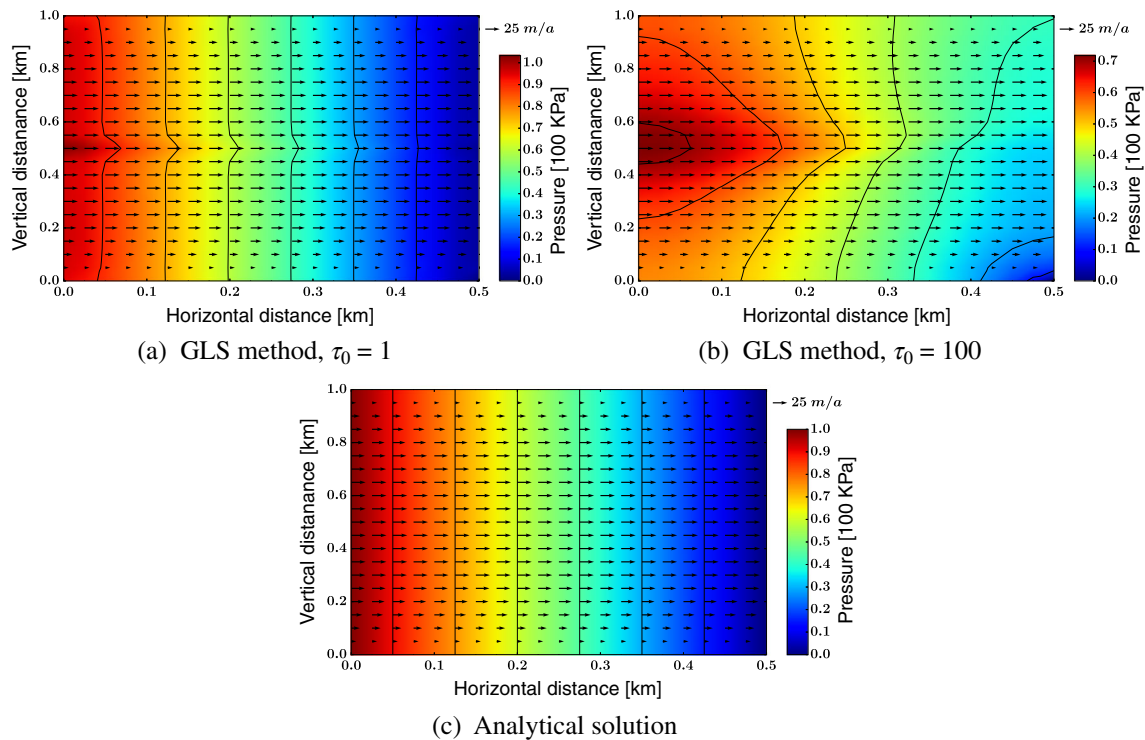 25 m/a
1.0
0.8
0.6
0.4
0.2
0.0
Vertical distanance [km]
0.0 0.1 0.2 0.3 0.4 0.5
Horizontal distance [km]
1.0
0.9
0.8
0.7
0.6
0.5
0.4
0.3
0.2
0.1
0.0
Pressure [100 KPa]
(a) GLS method, τ0 = 1
25 m/a
1.0
0.8
0.6
0.4
0.2
0.0
Vertical distanance [km]
0.0 0.1 0.2 0.3 0.4 0.5
Horizontal distance [km]
0.7
0.6
0.5
0.4
0.3
0.2
0.1
0.0
Pressure [100 KPa]
(b) GLS method, τ0 = 100
25 m/a
1.0
0.8
0.6
0.4
0.2
0.0
Vertical distanance [km]
0.0 0.1 0.2 0.3 0.4 0.5
Horizontal distance [km]
1.0
0.9
0.8
0.7
0.6
0.5
0.4
0.3
0.2
0.1
0.0
Pressure [100 KPa]
(c) Analytical solution